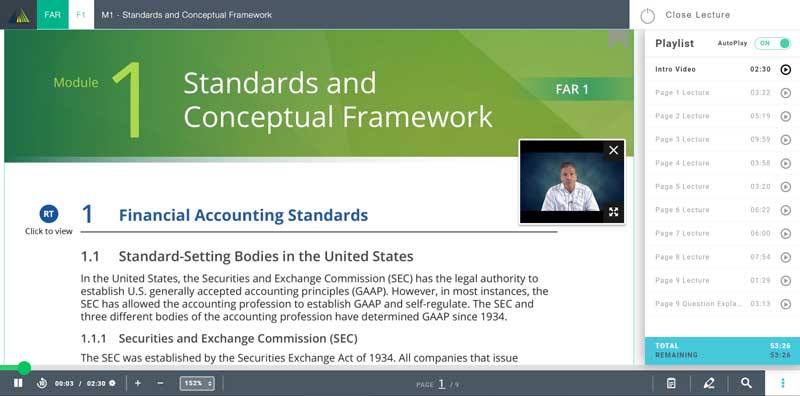 FAR
F1
M1 - Standards and Conceptual Framework
Close Lecture
Module
1
Standards and
Conceptual Framework
FAR 1
RT
Click to view
1 Financial Accounting Standards
1.1 Standard-Setting Bodies in the United States
In the United States, the Securities and Exchange Commission (SEC) has the legal authority to
establish U.S. generally accepted accounting principles (GAAP). However, in most instances, the
SEC has allowed the accounting profession to establish GAAP and self-regulate. The SEC and
three different bodies of the accounting profession have determined GAAP since 1934.
1.1.1 Securities and Exchange Commission (SEC)
The SEC was established by the Securities Exchange Act of 1934. All companies that issue
Playlist
AutoPlay
ON
Intro Video 02:30
Page 1 Lecture 03:22
Page 2 Lecture 05:19
Page 3 Lecture 09:59
Page 4 Lecture 03:58
Page 5 Lecture 03:20
Page 6 Lecture 06:22
Page 7 Lecture 06:00
Page 8 Lecture 07:54
Page 9 Lecture 01:29
Page 9 Question Expla... 03:13
TOTAL 53:26
REMAINING 53:26
00:03 / 02:30
152%
PAGE 1 / 9